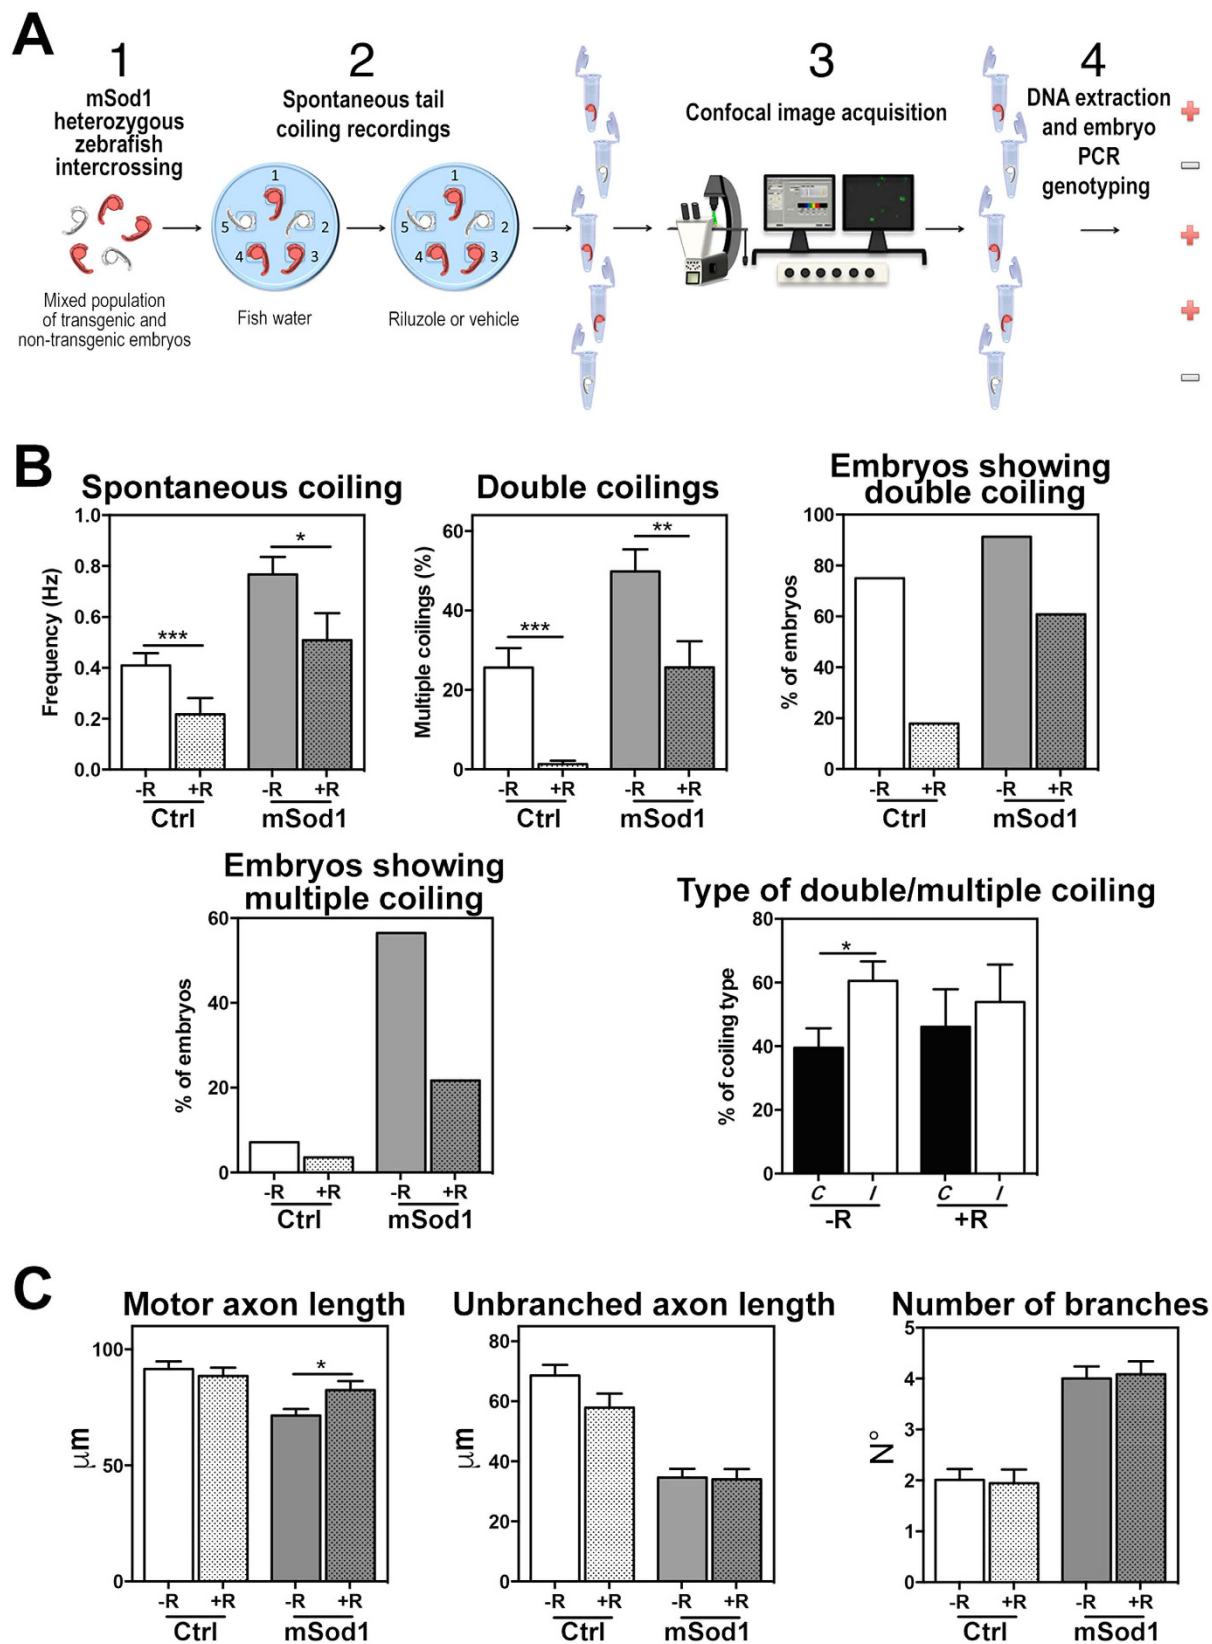 A
1
2
3
4
mSod1
heterozygous
zebrafish
intercrossing
Spontaneous tail
coiling recordings
Confocal image acquisition
DNA extraction
and embryo
PCR
genotyping
1
2
3
4
5
1
2
3
4
5
+
−
+
+
−
Mixed population
of transgenic and
non-transgenic embryos
Fish water
Riluzole or vehicle
B
Spontaneous coiling
Frequency (Hz)
1.0
0.8
0.6
0.4
0.2
0.0
***
*
-R +R -R +R
Ctrl mSod1
Double coilings
Multiple coilings (%)
60
40
20
0
***
**
-R +R -R +R
Ctrl mSod1
Embryos showing
double coiling
% of embryos
100
80
60
40
20
0
-R +R -R +R
Ctrl mSod1
Embryos showing
multiple coiling
% of embryos
60
40
20
0
-R +R -R +R
Ctrl mSod1
Type of double/multiple coiling
% of coiling type
80
60
40
20
0
*
C I C I
-R +R
C
Motor axon length
µm
100
50
0
*
-R +R -R +R
Ctrl mSod1
Unbranched axon length
µm
80
60
40
20
0
-R +R -R +R
Ctrl mSod1
Number of branches
N°
5
4
3
2
1
0
-R +R -R +R
Ctrl mSod1